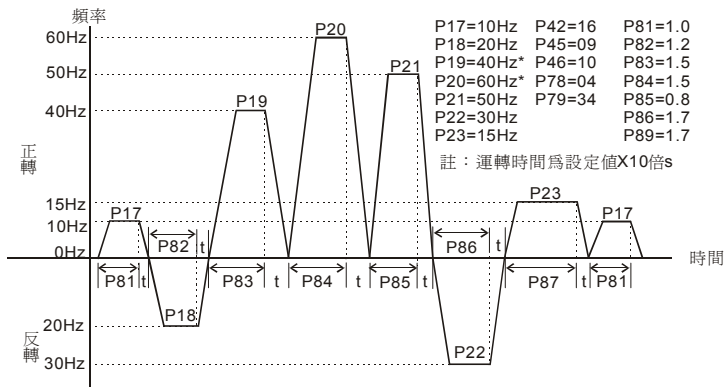 頻率
60Hz
50Hz
40Hz
15Hz
10Hz
0Hz
20Hz
30Hz
正轉
反轉
時間
P17
P18
P19
P20
P21
P22
P23
P17
P81
t
P82
t
P83
t
P84
t
P85
t
P86
t
P87
t
P81
P17=10Hz P42=16 P81=1.0
P18=20Hz P45=09 P82=1.2
P19=40Hz* P46=10 P83=1.5
P20=60Hz* P78=04 P84=1.5
P21=50Hz P79=34 P85=0.8
P22=30Hz P86=1.7
P23=15Hz P89=1.7
註：運轉時間爲設定值X10倍s